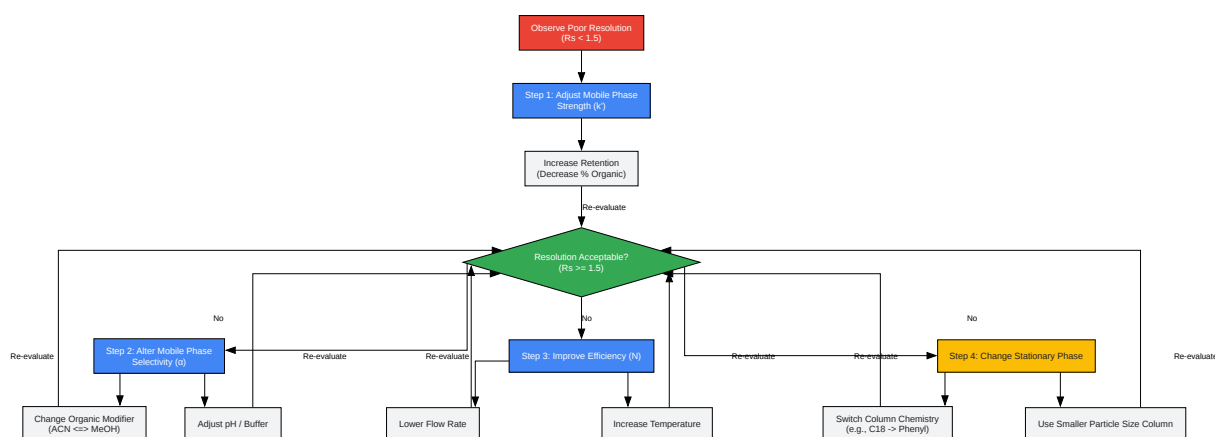 Observe Poor Resolution
(Rs < 1.5)
Step 1: Adjust Mobile Phase
Strength (k')
Increase Retention
(Decrease % Organic)
Re-evaluate
Resolution Acceptable?
(Rs >= 1.5)
No
No
No
Re-evaluate
Step 2: Alter Mobile Phase
Selectivity (α)
Re-evaluate
Re-evaluate
Step 3: Improve Efficiency (N)
Re-evaluate
Re-evaluate
Step 4: Change Stationary Phase
Re-evaluate
Change Organic Modifier
(ACN <=> MeOH)
Adjust pH / Buffer
Lower Flow Rate
Increase Temperature
Switch Column Chemistry
(e.g., C18 -> Phenyl)
Use Smaller Particle Size Column